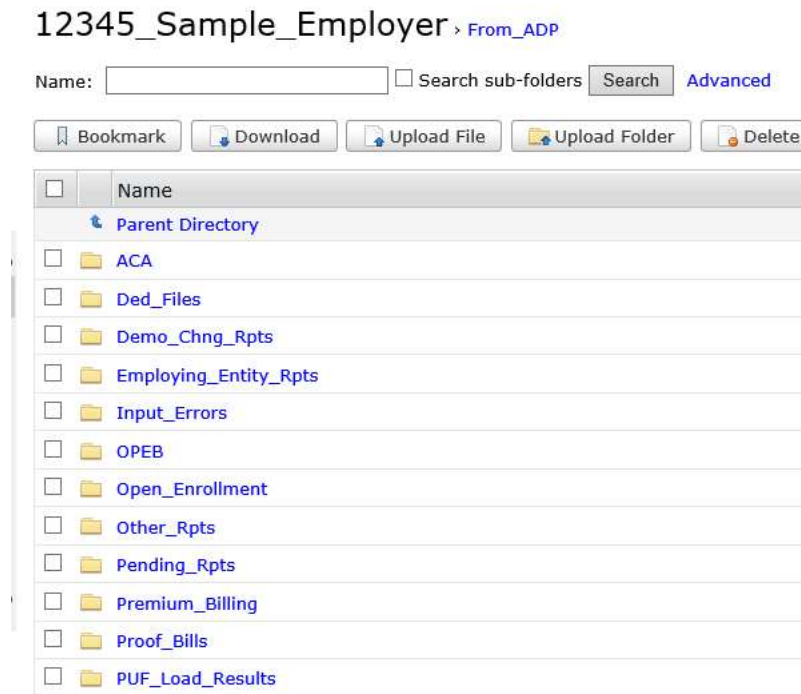 12345_Sample_Employer › From_ADP
Name: Search sub-folders Search Advanced
Bookmark Download Upload File Upload Folder Delete
Name
Parent Directory
ACA
Ded_Files
Demo_Chng_Rpts
Employing_Entity_Rpts
Input_Errors
OPEB
Open_Enrollment
Other_Rpts
Pending_Rpts
Premium_Billing
Proof_Bills
PUF_Load_Results